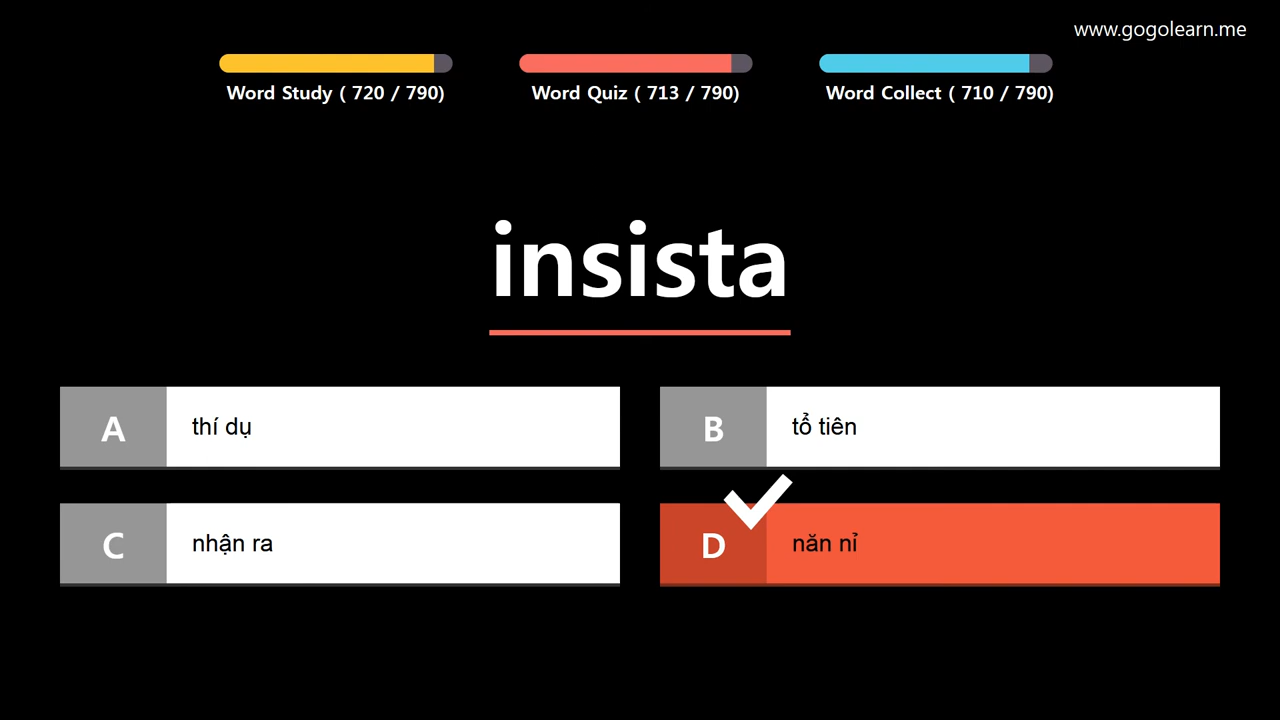 www.gogolearn.me
Word Study ( 720 / 790)
Word Quiz ( 713 / 790)
Word Collect ( 710 / 790)
insista
A thí dụ
B tổ tiên
C nhận ra
D năn nỉ